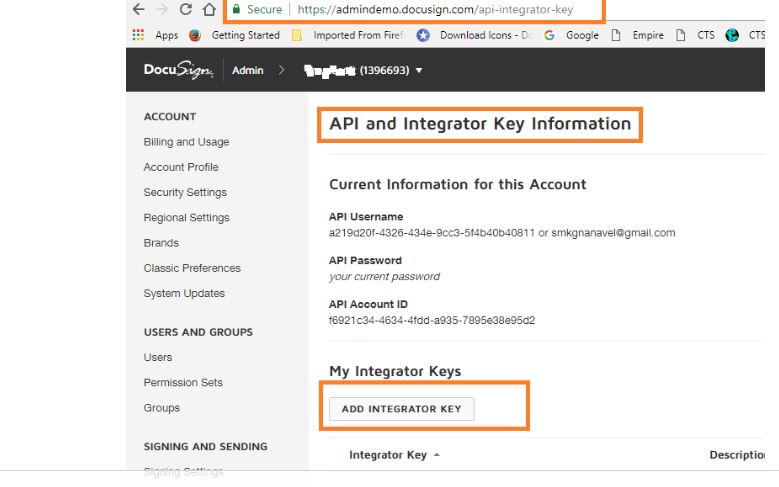 Secure https://admindemo.docusign.com/api-integrator-key
Apps Getting Started Imported From Firef Download Icons - Do Google Empire CTS CTS
DocuSign Admin (1396693)
ACCOUNT
Billing and Usage
Account Profile
Security Settings
Regional Settings
Brands
Classic Preferences
System Updates
USERS AND GROUPS
Users
Permission Sets
Groups
SIGNING AND SENDING
Signing Settings
API and Integrator Key Information
Current Information for this Account
API Username
a219d20f-4326-434e-9cc3-5f4b40b40811 or smkgnanavel@gmail.com
API Password
your current password
API Account ID
f6921c34-4634-4fdd-a935-7895e38e95d2
My Integrator Keys
ADD INTEGRATOR KEY
Integrator Key Description